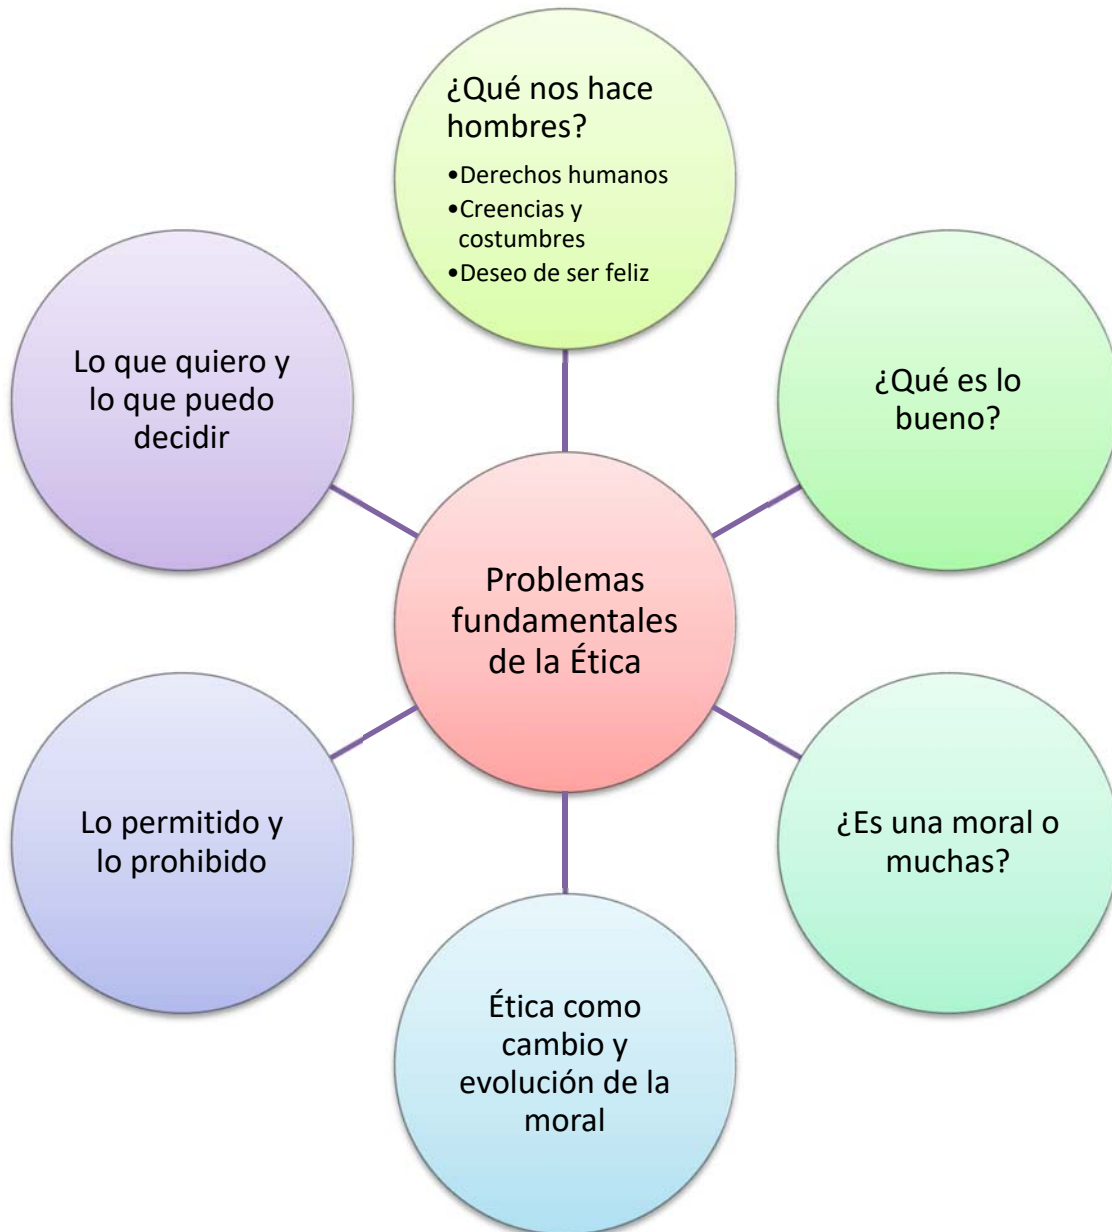 ¿Qué nos hace
hombres?
•Derechos humanos
•Creencias y
costumbres
•Deseo de ser feliz
¿Qué es lo
bueno?
¿Es una moral o
muchas?
Ética como
cambio y
evolución de la
moral
Lo permitido y
lo prohibido
Lo que quiero y
lo que puedo
decidir
Problemas
fundamentales
de la Ética